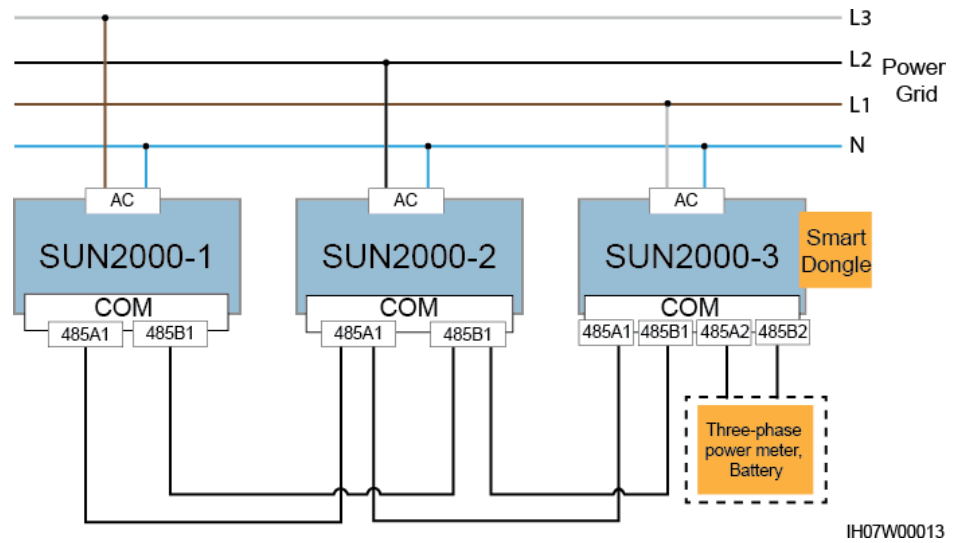 L3
L2
Power
Grid
L1
N
AC
AC
AC
SUN2000-1
SUN2000-2
SUN2000-3
Smart
Dongle
COM
COM
COM
485A1
485B1
485A1
485B1
485A1
485B1
485A2
485B2
Three-phase
power meter,
Battery
IH07W00013